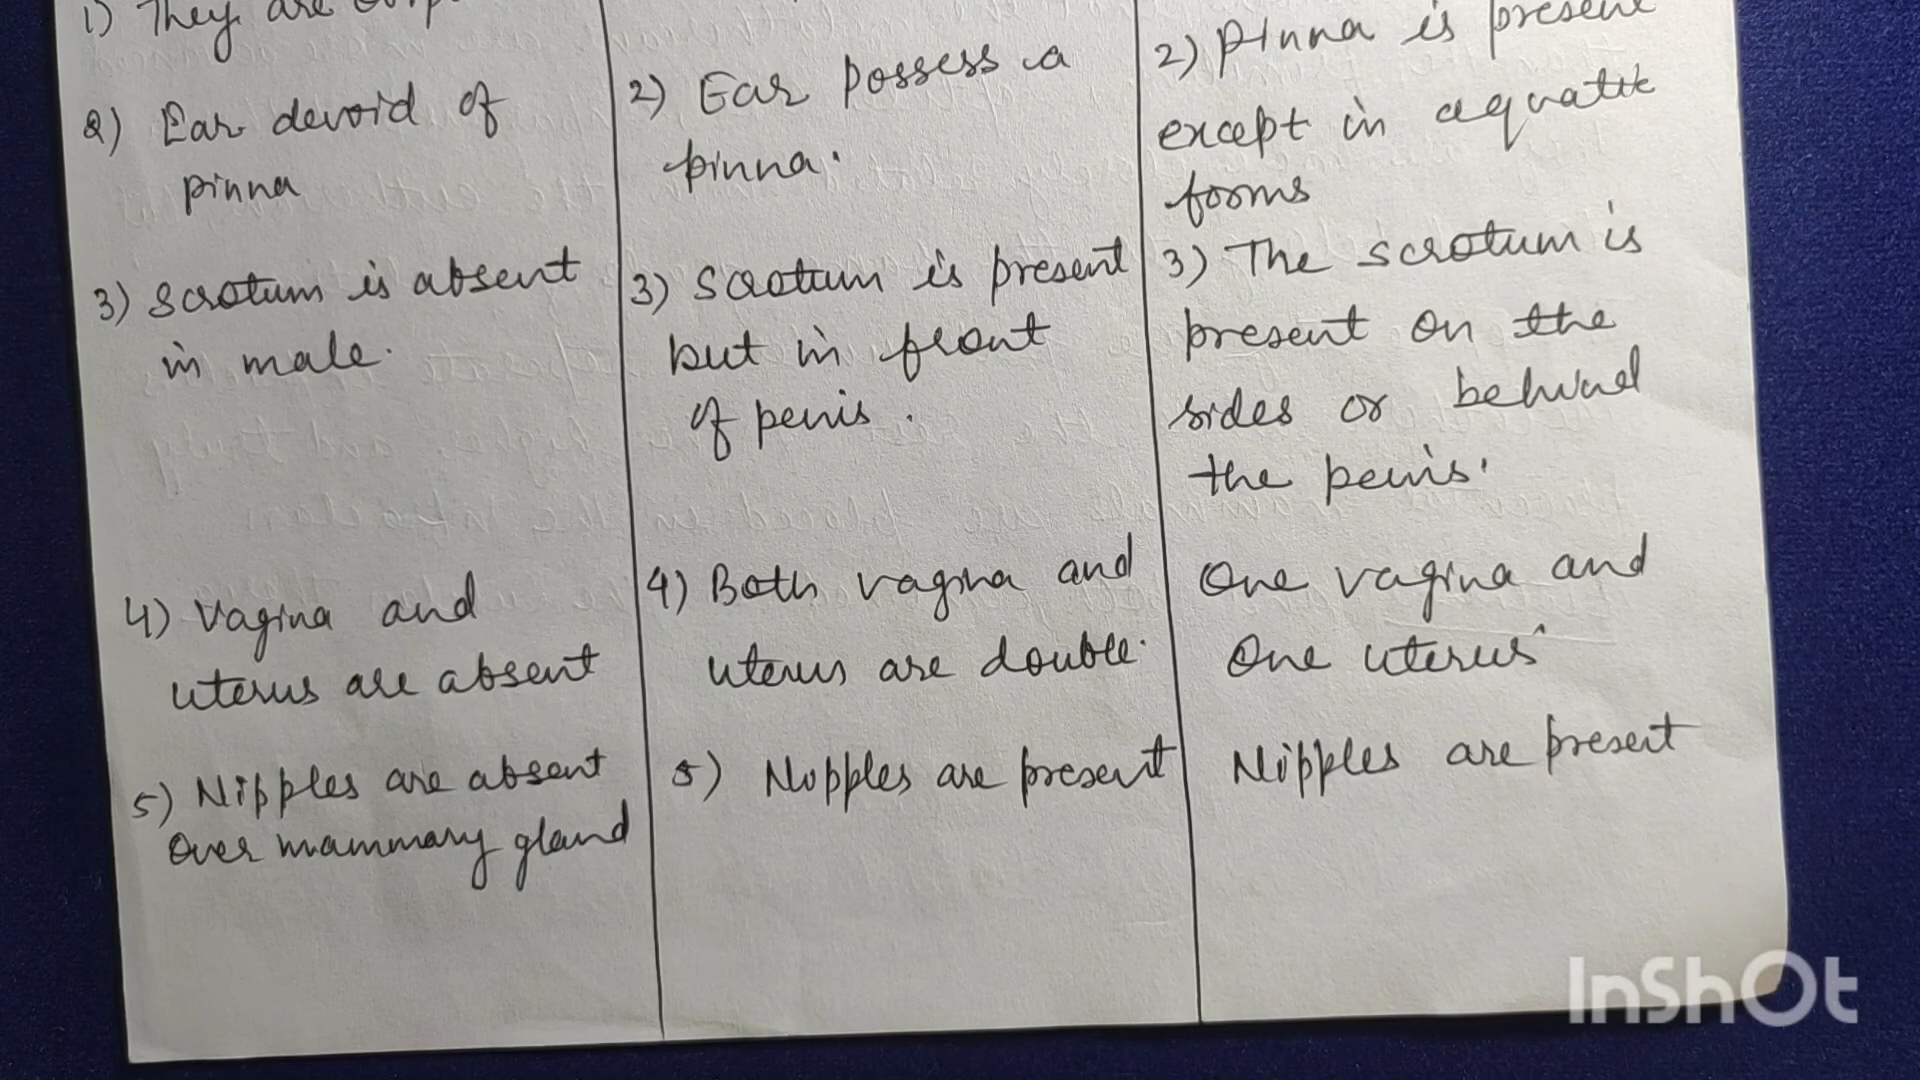 1) They are
2) Ear devoid of
pinna
3) Scrotum is absent
in male.
4) Vagina and
uterus are absent
5) Nipples are absent
over mammary gland
2) Ear possess a
pinna.
3) Scrotum is present
but in front
of penis.
4) Both vagina and
uterus are double.
5) Nipples are present
2) Pinna is present
except in aquatic
forms
3) The scrotum is
present on the
sides or behind
the penis.
One vagina and
One uterus
Nipples are present
InShOt